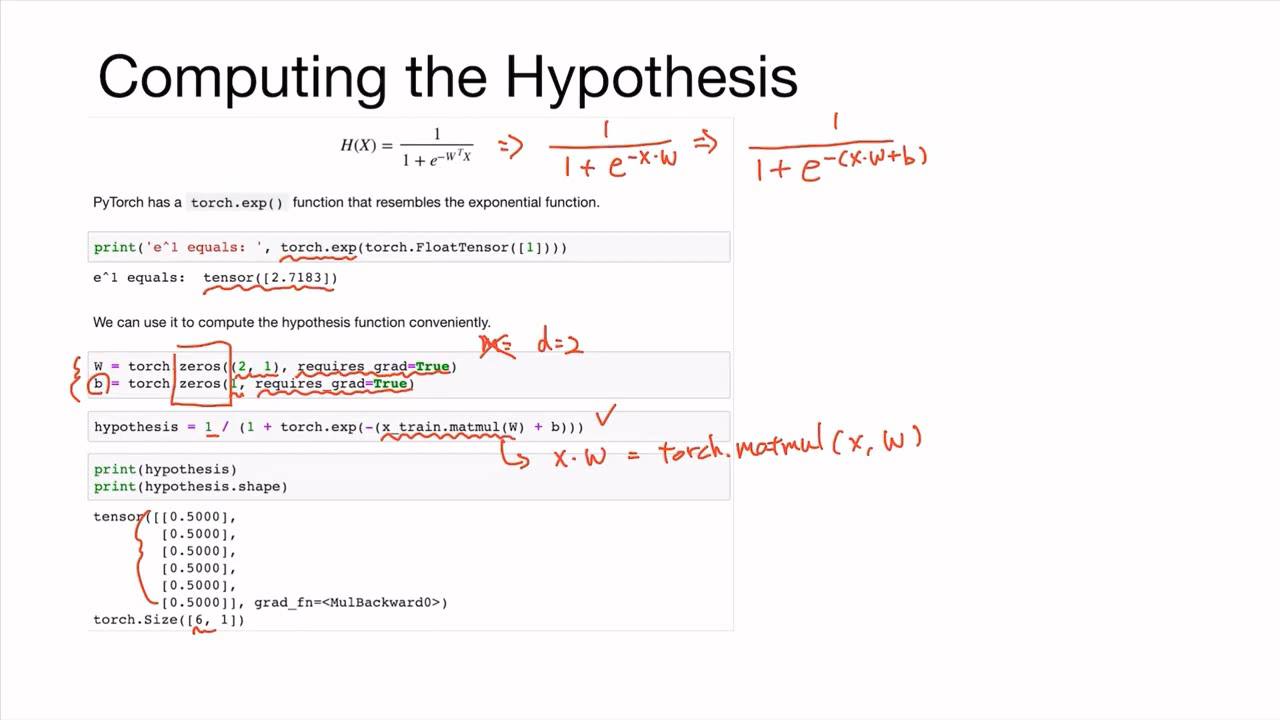 Computing the Hypothesis
H(X) = 1 / (1 + e^{-W^T X}) => 1 / (1 + e^{-x·W}) => 1 / (1 + e^{-(x·W+b)})
PyTorch has a torch.exp() function that resembles the exponential function.
print('e^1 equals: ', torch.exp(torch.FloatTensor([1])))
e^1 equals:  tensor([2.7183])
We can use it to compute the hypothesis function conveniently.
d=2
W = torch zeros((2, 1), requires_grad=True)
b = torch zeros(1, requires_grad=True)
hypothesis = 1 / (1 + torch.exp(-(x_train.matmul(W) + b))) ✓
x·W = torch.matmul(x, W)
print(hypothesis)
print(hypothesis.shape)
tensor([[0.5000],
[0.5000],
[0.5000],
[0.5000],
[0.5000],
[0.5000]], grad_fn=<MulBackward0>)
torch.Size([6, 1])